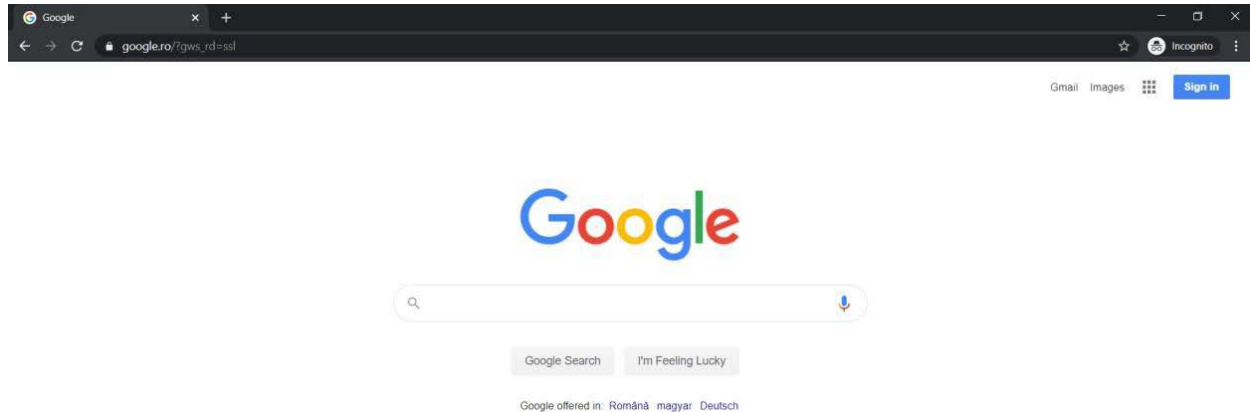 Google
google.ro/?gws_rd=ssl
Incognito
Gmail Images
Sign in
Google
Google Search I'm Feeling Lucky
Google offered in: Română magyar Deutsch